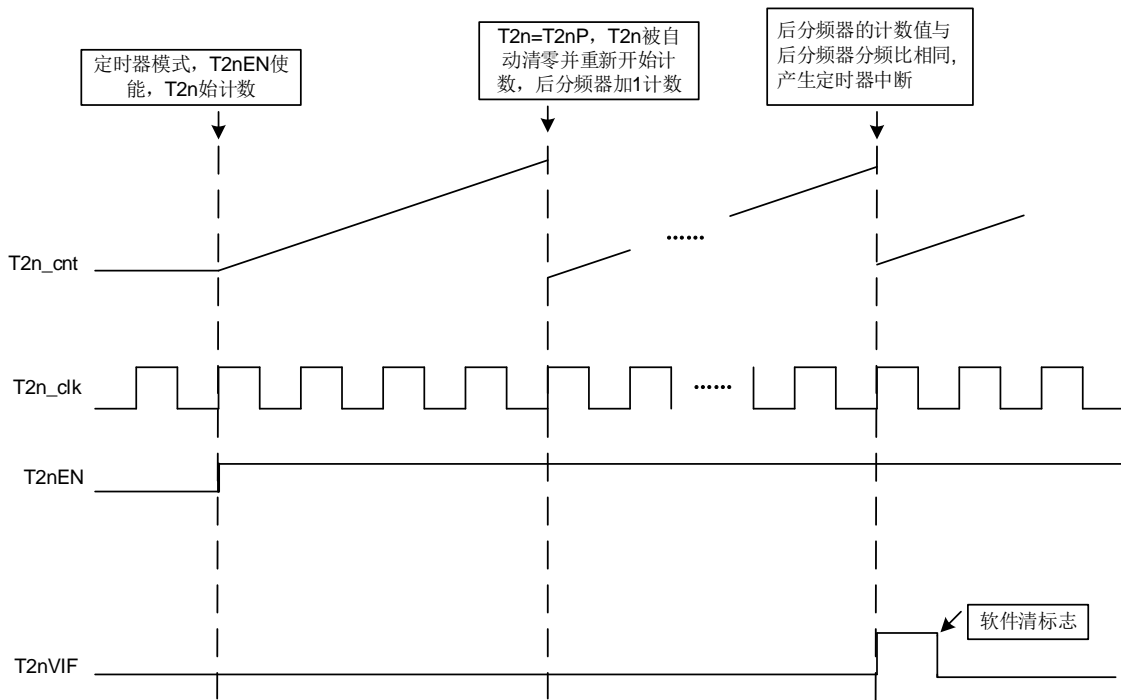 定时器模式，T2nEN使
能，T2n始计数
T2n=T2nP，T2n被自
动清零并重新开始计
数，后分频器加1计数
后分频器的计数值与
后分频器分频比相同，
产生定时器中断
T2n_cnt
......
T2n_clk
......
T2nEN
软件清标志
T2nVIF